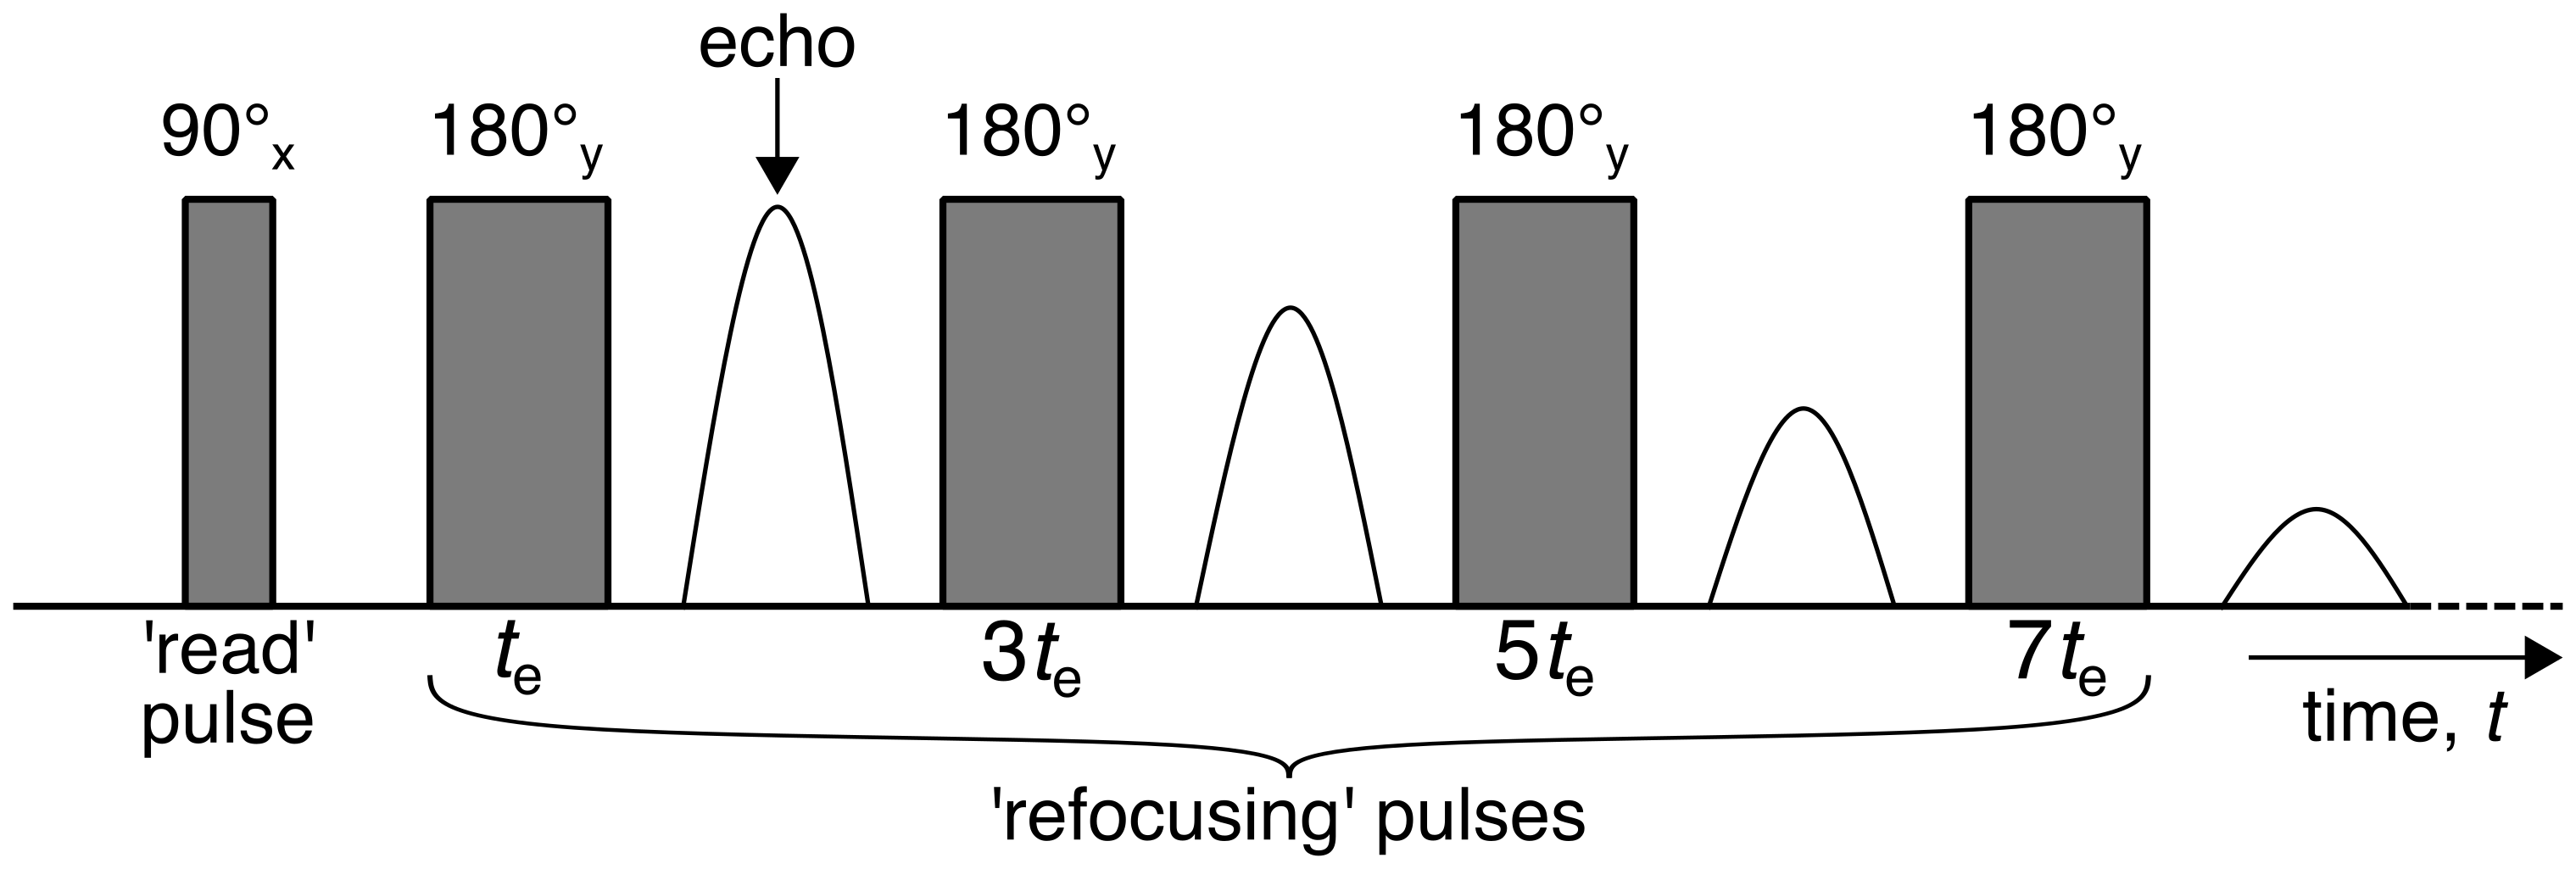 echo
90°x 180°y 180°y 180°y 180°y
'read' pulse
te 3te 5te 7te
time, t
'refocusing' pulses